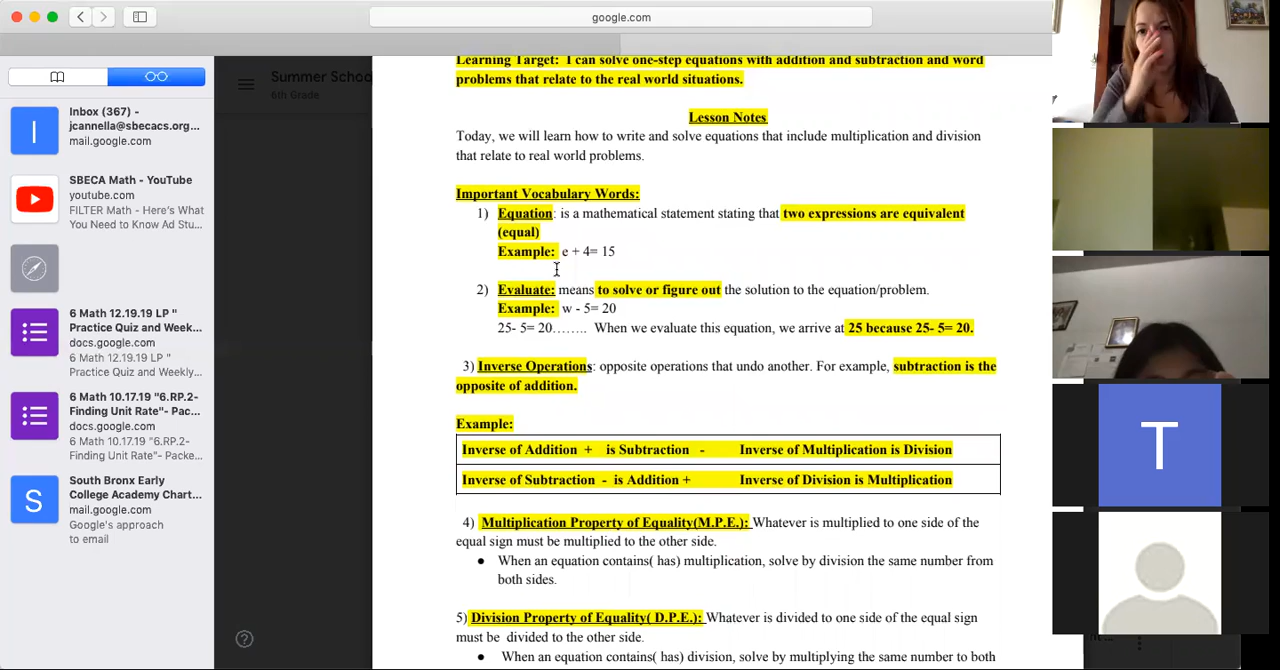 google.com
Inbox (367) -
jcannella@sbecacs.org...
mail.google.com
SBECA Math - YouTube
youtube.com
FILTER Math - Here's What
You Need to Know Ad Stu...
6 Math 12.19.19 LP "
Practice Quiz and Week...
docs.google.com
6 Math 12.19.19 LP "
Practice Quiz and Weekly...
6 Math 10.17.19 "6.RP.2-
Finding Unit Rate"- Pac...
docs.google.com
6 Math 10.17.19 "6.RP.2-
Finding Unit Rate"- Packe...
South Bronx Early
College Academy Chart...
mail.google.com
Google's approach
to email
I
S
Summer Schoo
6th Grade
Learning Target: I can solve one-step equations with addition and subtraction and word
problems that relate to the real world situations.
Lesson Notes
Today, we will learn how to write and solve equations that include multiplication and division
that relate to real world problems.
Important Vocabulary Words:
1) Equation: is a mathematical statement stating that two expressions are equivalent
(equal)
Example: e + 4= 15
2) Evaluate: means to solve or figure out the solution to the equation/problem.
Example: w - 5= 20
25- 5= 20…….. When we evaluate this equation, we arrive at 25 because 25- 5= 20.
3) Inverse Operations: opposite operations that undo another. For example, subtraction is the
opposite of addition.
Example:
Inverse of Addition + is Subtraction - Inverse of Multiplication is Division
Inverse of Subtraction - is Addition + Inverse of Division is Multiplication
4) Multiplication Property of Equality(M.P.E.): Whatever is multiplied to one side of the
equal sign must be multiplied to the other side.
● When an equation contains( has) multiplication, solve by division the same number from
both sides.
5) Division Property of Equality( D.P.E.): Whatever is divided to one side of the equal sign
must be divided to the other side.
● When an equation contains( has) division, solve by multiplying the same number to both
T